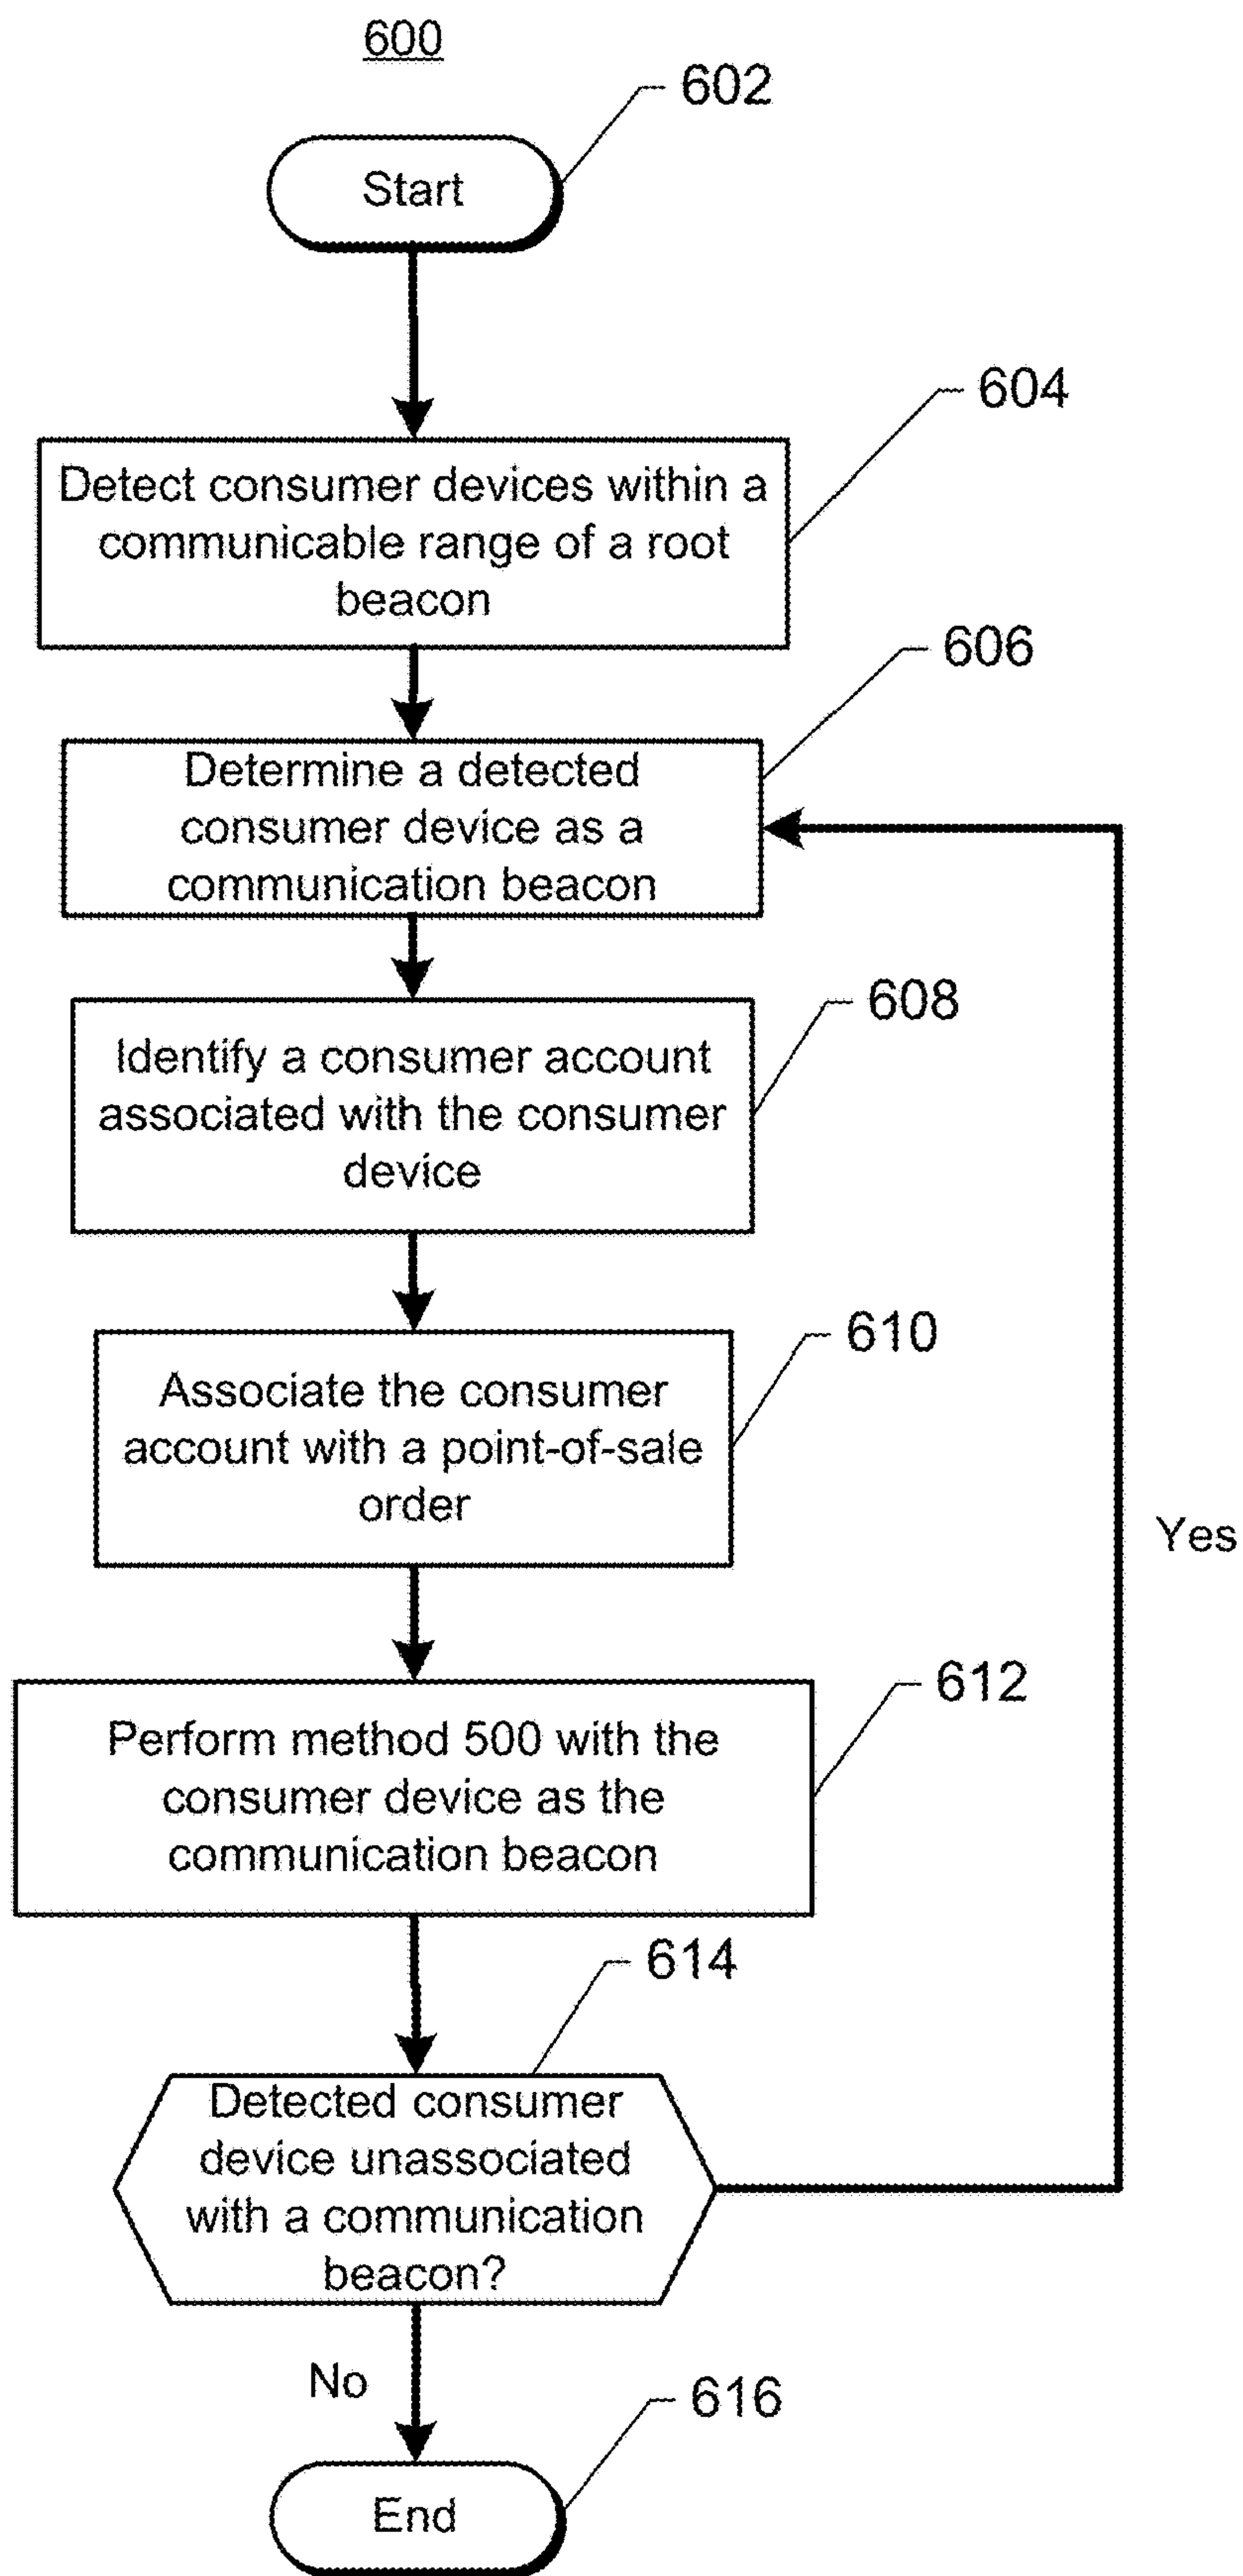 600
602
Start
604
Detect consumer devices within a
communicable range of a root
beacon
606
Determine a detected
consumer device as a
communication beacon
608
Identify a consumer account
associated with the consumer
device
610
Associate the consumer
account with a point-of-sale
order
Yes
612
Perform method 500 with the
consumer device as the
communication beacon
614
Detected consumer
device unassociated
with a communication
beacon?
No
616
End